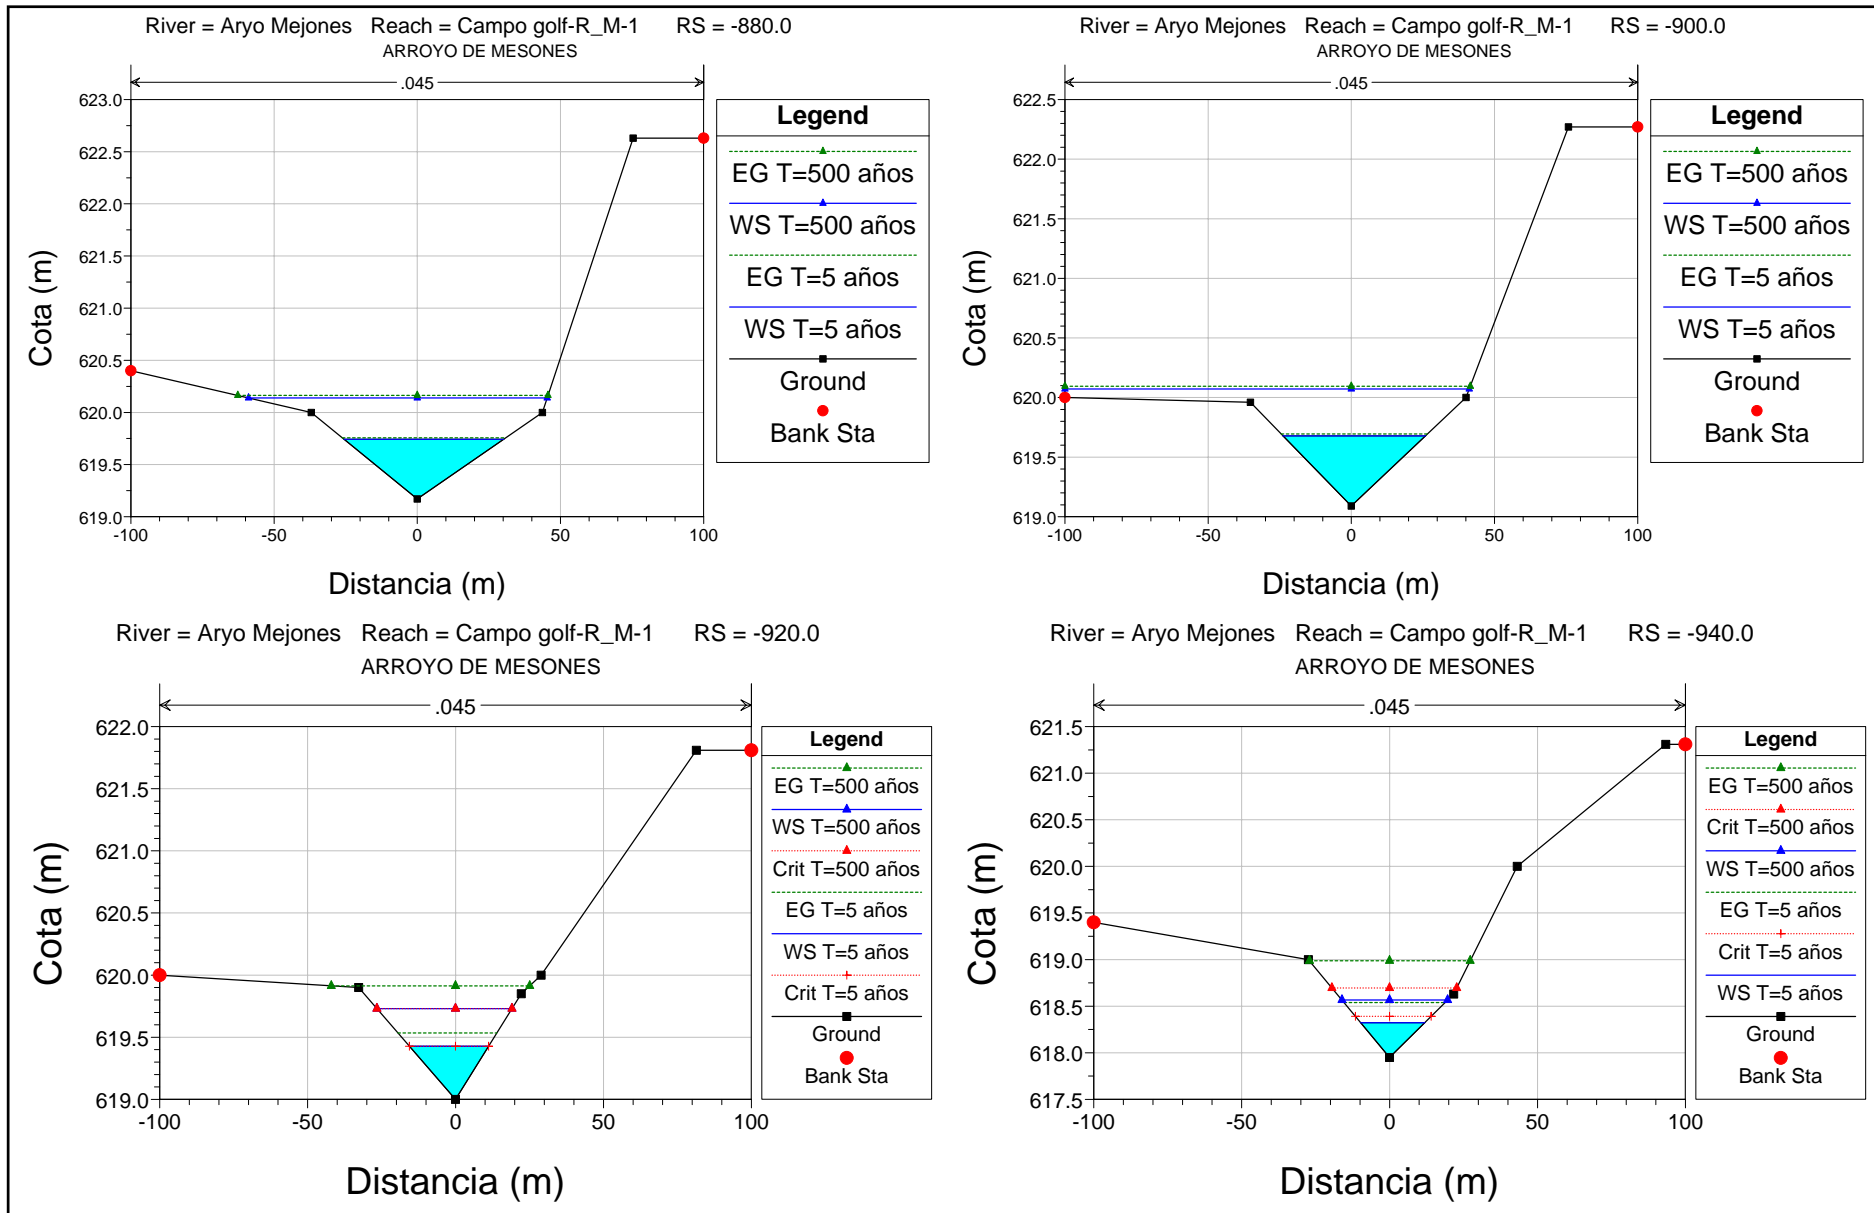 River = Aryo Mejones Reach = Campo golf-R_M-1 RS = -880.0
ARROYO DE MESONES
.045
623.0
622.5
622.0
621.5
621.0
620.5
620.0
619.5
619.0
-100 -50 0 50 100
Cota (m)
Distancia (m)
Legend
EG T=500 años
WS T=500 años
EG T=5 años
WS T=5 años
Ground
Bank Sta
River = Aryo Mejones Reach = Campo golf-R_M-1 RS = -900.0
ARROYO DE MESONES
.045
622.5
622.0
621.5
621.0
620.5
620.0
619.5
619.0
-100 -50 0 50 100
Cota (m)
Distancia (m)
Legend
EG T=500 años
WS T=500 años
EG T=5 años
WS T=5 años
Ground
Bank Sta
River = Aryo Mejones Reach = Campo golf-R_M-1 RS = -920.0
ARROYO DE MESONES
.045
622.0
621.5
621.0
620.5
620.0
619.5
619.0
-100 -50 0 50 100
Cota (m)
Distancia (m)
Legend
EG T=500 años
WS T=500 años
Crit T=500 años
EG T=5 años
WS T=5 años
Crit T=5 años
Ground
Bank Sta
River = Aryo Mejones Reach = Campo golf-R_M-1 RS = -940.0
ARROYO DE MESONES
.045
621.5
621.0
620.5
620.0
619.5
619.0
618.5
618.0
617.5
-100 -50 0 50 100
Cota (m)
Distancia (m)
Legend
EG T=500 años
Crit T=500 años
WS T=500 años
EG T=5 años
Crit T=5 años
WS T=5 años
Ground
Bank Sta